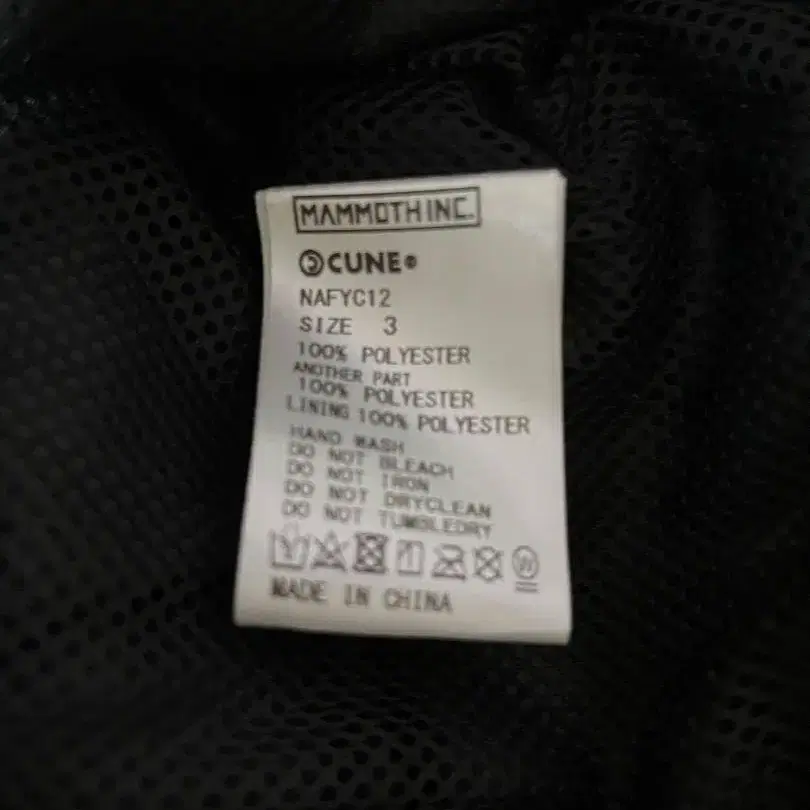 MAMMOTH INC.
CUNE®
NAFYC12
SIZE 3
100% POLYESTER
ANOTHER PART
100% POLYESTER
LINING 100% POLYESTER
HAND WASH
DO NOT BLEACH
DO NOT IRON
DO NOT DRYCLEAN
DO NOT TUMBLEDRY
W
MADE IN CHINA